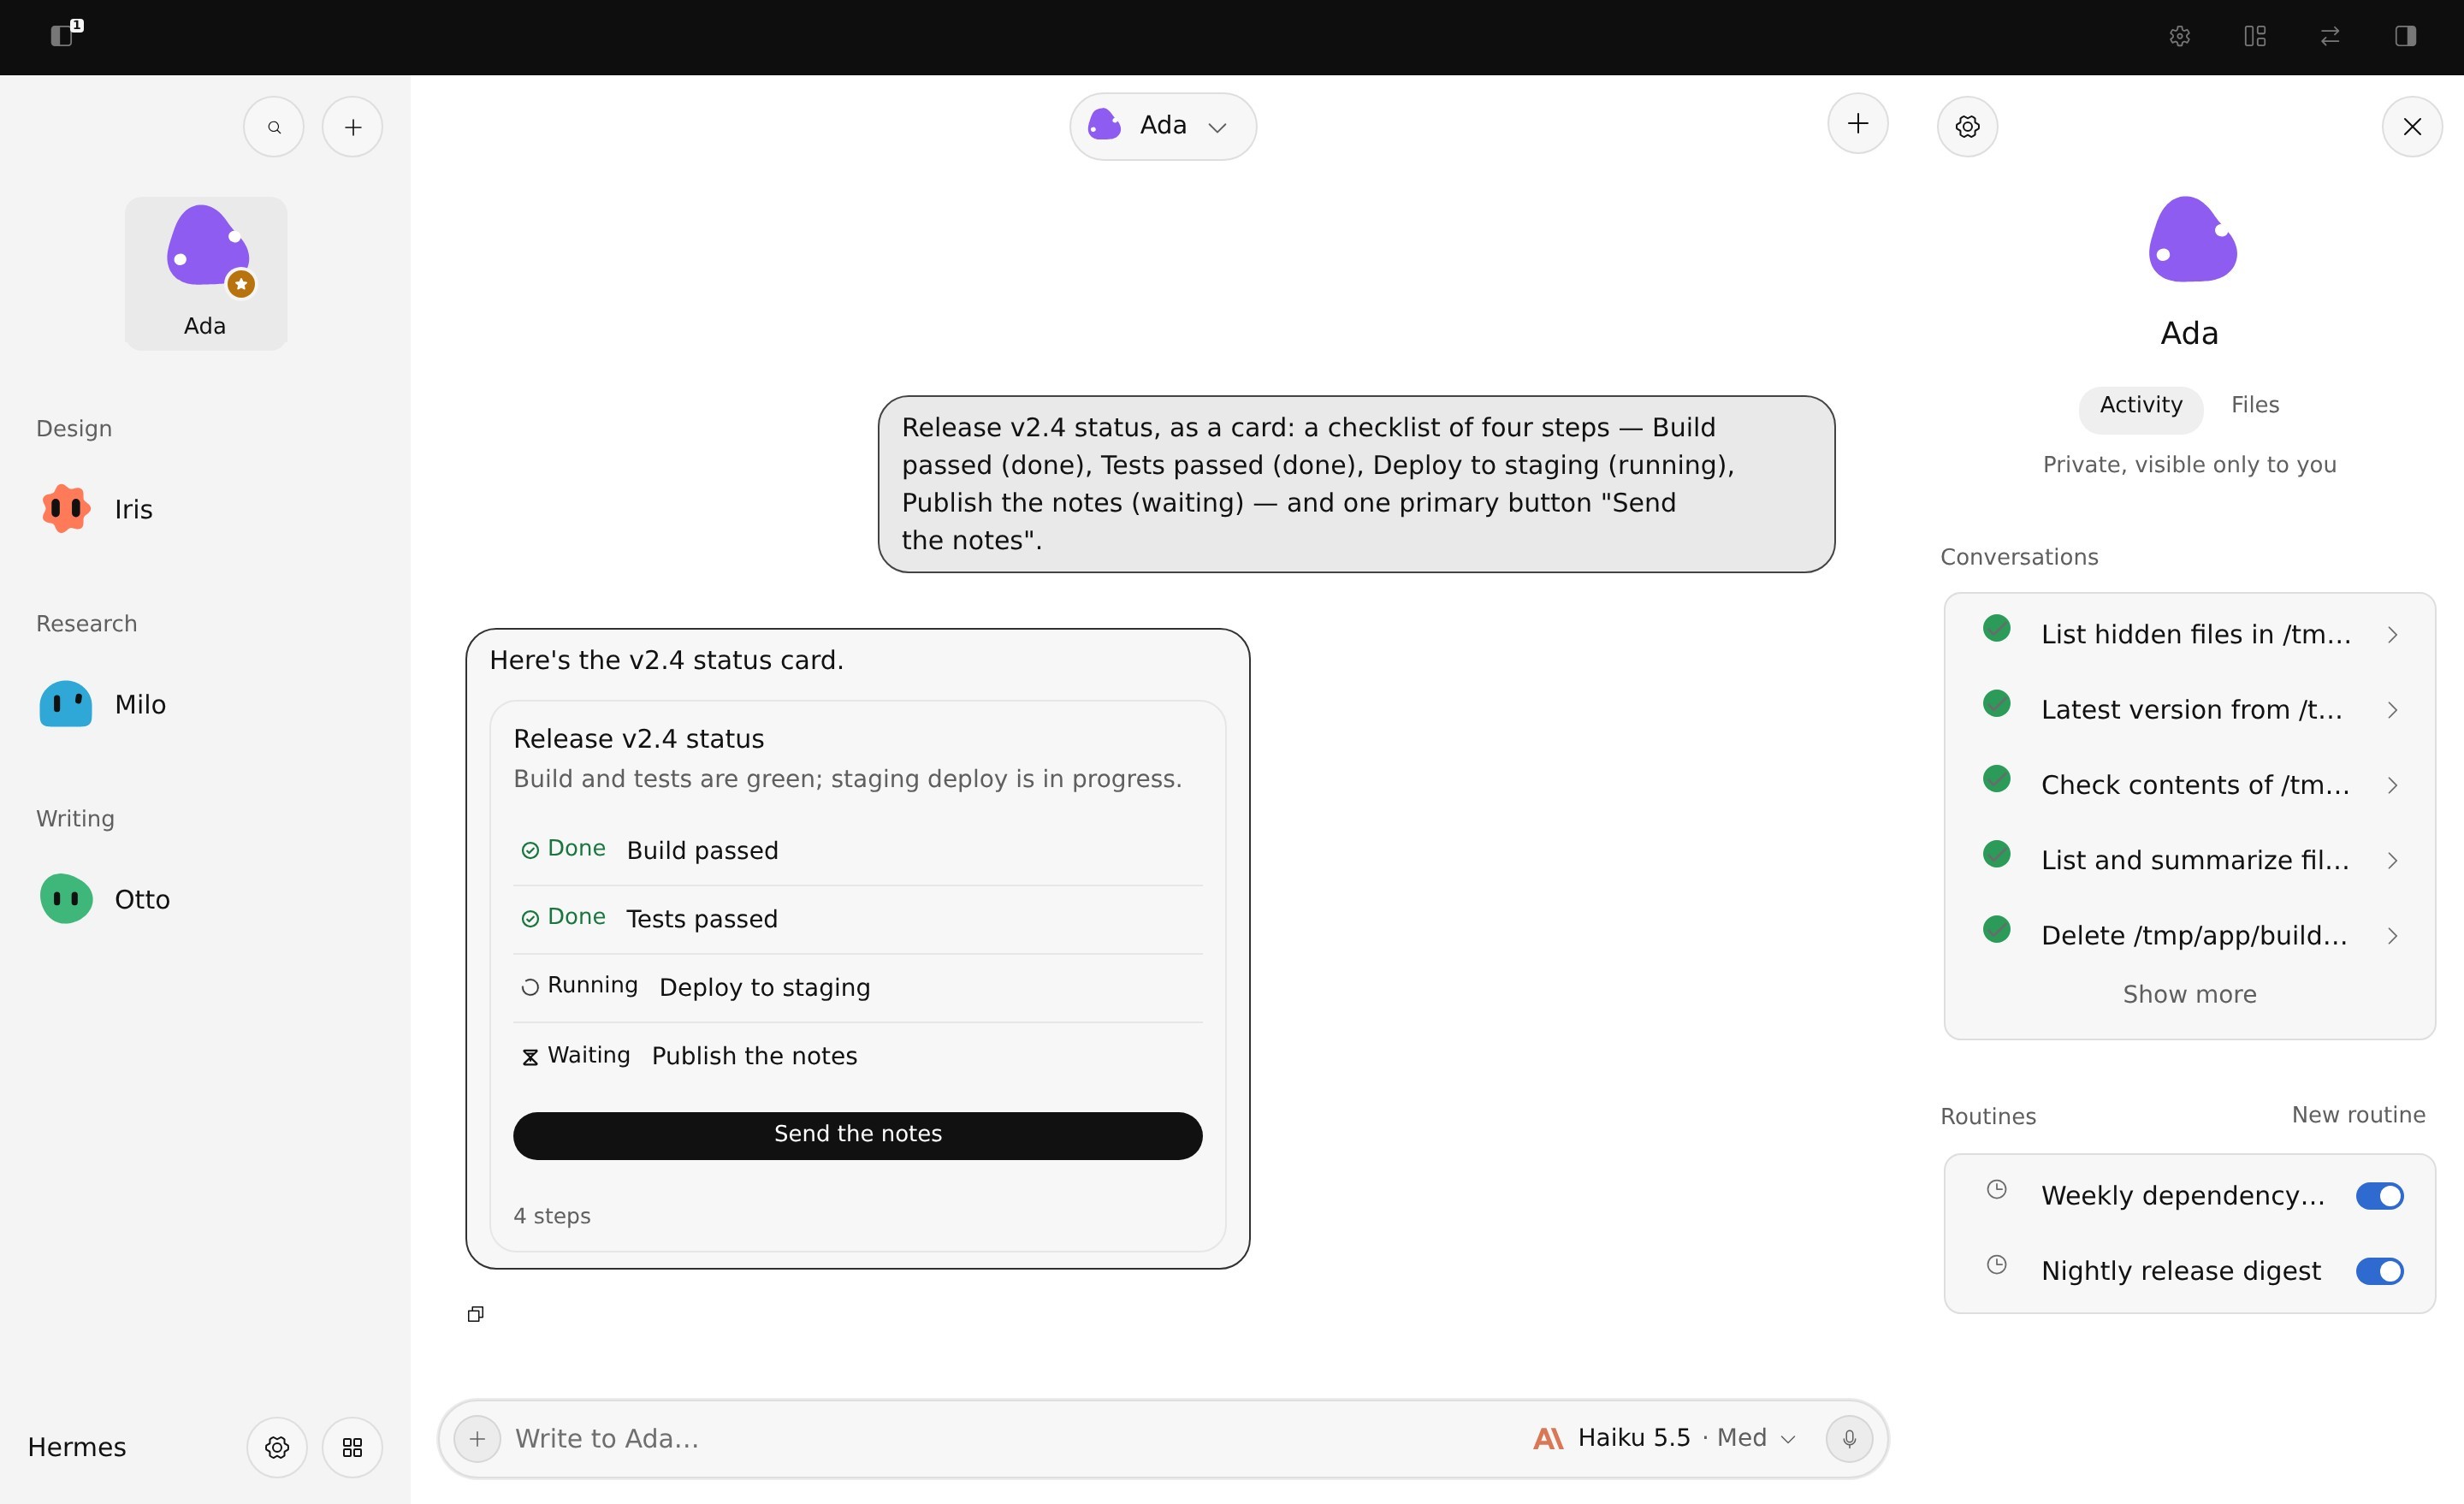 1
Ada
Design
Iris
Research
Milo
Writing
Otto
Hermes
Ada
Release v2.4 status, as a card: a checklist of four steps — Build
passed (done), Tests passed (done), Deploy to staging (running),
Publish the notes (waiting) — and one primary button "Send
the notes".
Here's the v2.4 status card.
Release v2.4 status
Build and tests are green; staging deploy is in progress.
Done Build passed
Done Tests passed
Running Deploy to staging
Waiting Publish the notes
Send the notes
4 steps
Write to Ada...
Haiku 5.5 · Med
Ada
Activity Files
Private, visible only to you
Conversations
List hidden files in /tm...
Latest version from /t...
Check contents of /tm...
List and summarize fil...
Delete /tmp/app/build...
Show more
Routines New routine
Weekly dependency...
Nightly release digest